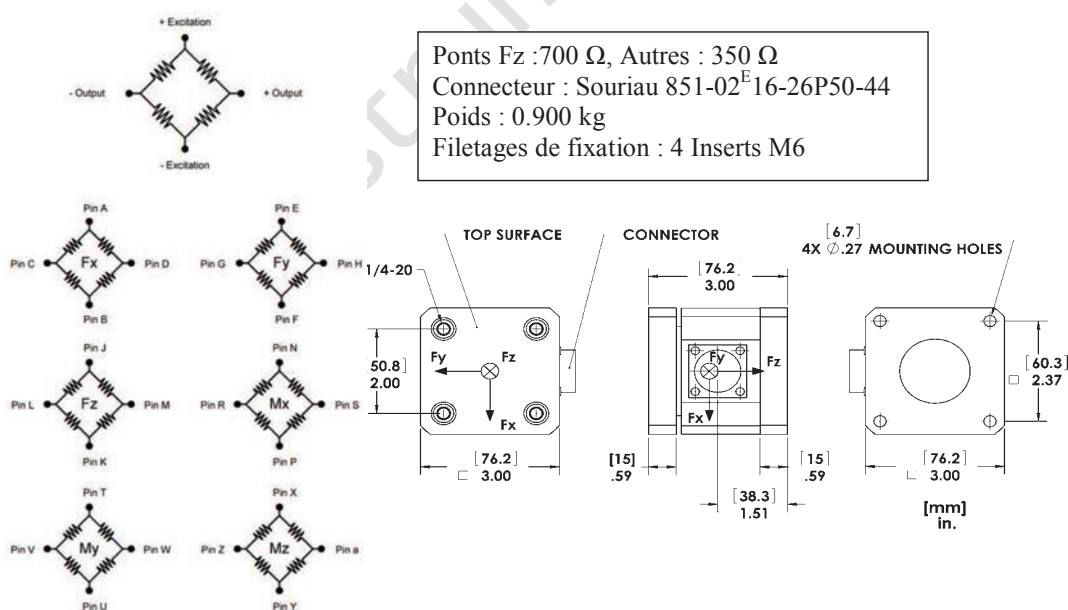 + Excitation
- Output
+ Output
- Excitation
Ponts Fz :700 Ω, Autres : 350 Ω
Connecteur : Souriau 851-02E16-26P50-44
Poids : 0.900 kg
Filetages de fixation : 4 Inserts M6
Pin A
Pin C
Fx
Pin D
Pin B
Pin E
Pin G
Fy
Pin H
Pin F
Pin J
Pin L
Fz
Pin M
Pin K
Pin N
Pin R
Mx
Pin S
Pin P
Pin T
Pin V
My
Pin W
Pin U
Pin X
Pin Z
Mz
Pin a
Pin Y
TOP SURFACE
CONNECTOR
[6.7]
4X ∅.27 MOUNTING HOLES
1/4-20
[50.8]
2.00
Fy
Fz
Fx
[76.2]
□ 3.00
[76.2]
3.00
Fy
Fz
Fx
[15]
.59
[15]
.59
[38.3]
1.51
[60.3]
□ 2.37
[76.2]
□ 3.00
[mm]
in.